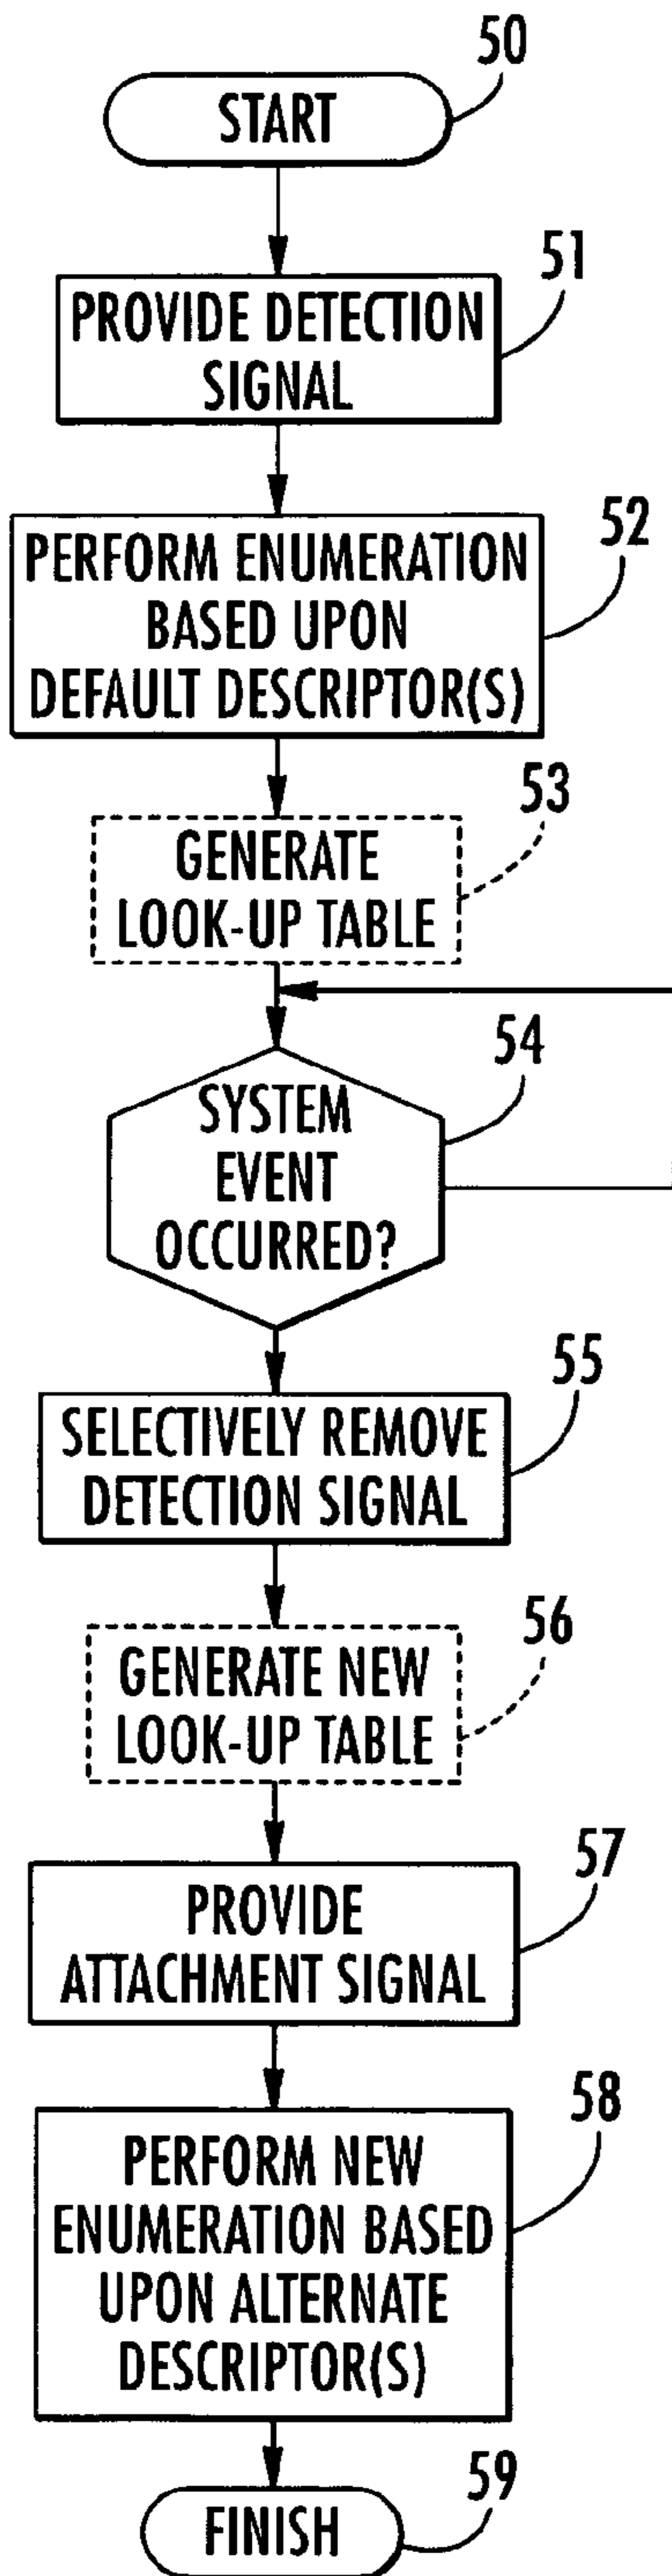 50
START
51
PROVIDE DETECTION
SIGNAL
52
PERFORM ENUMERATION
BASED UPON
DEFAULT DESCRIPTOR(S)
53
GENERATE
LOOK-UP TABLE
54
SYSTEM
EVENT
OCCURRED?
55
SELECTIVELY REMOVE
DETECTION SIGNAL
56
GENERATE NEW
LOOK-UP TABLE
57
PROVIDE
ATTACHMENT SIGNAL
58
PERFORM NEW
ENUMERATION BASED
UPON ALTERNATE
DESCRIPTOR(S)
59
FINISH